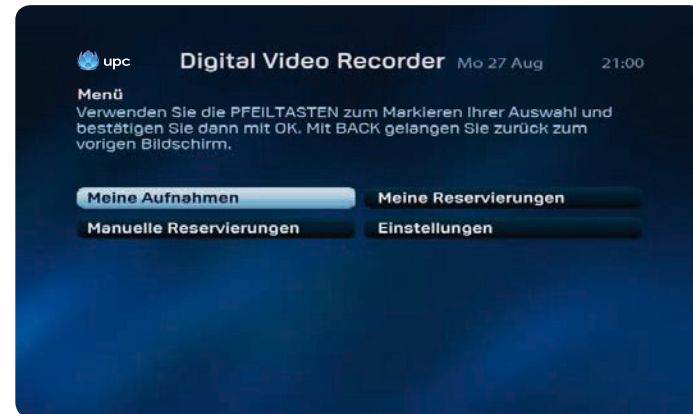 upc Digital Video Recorder Mo 27 Aug 21:00
Menü
Verwenden Sie die PFEILTASTEN zum Markieren Ihrer Auswahl und
bestätigen Sie dann mit OK. Mit BACK gelangen Sie zurück zum
vorigen Bildschirm.
Meine Aufnahmen Meine Reservierungen
Manuelle Reservierungen Einstellungen